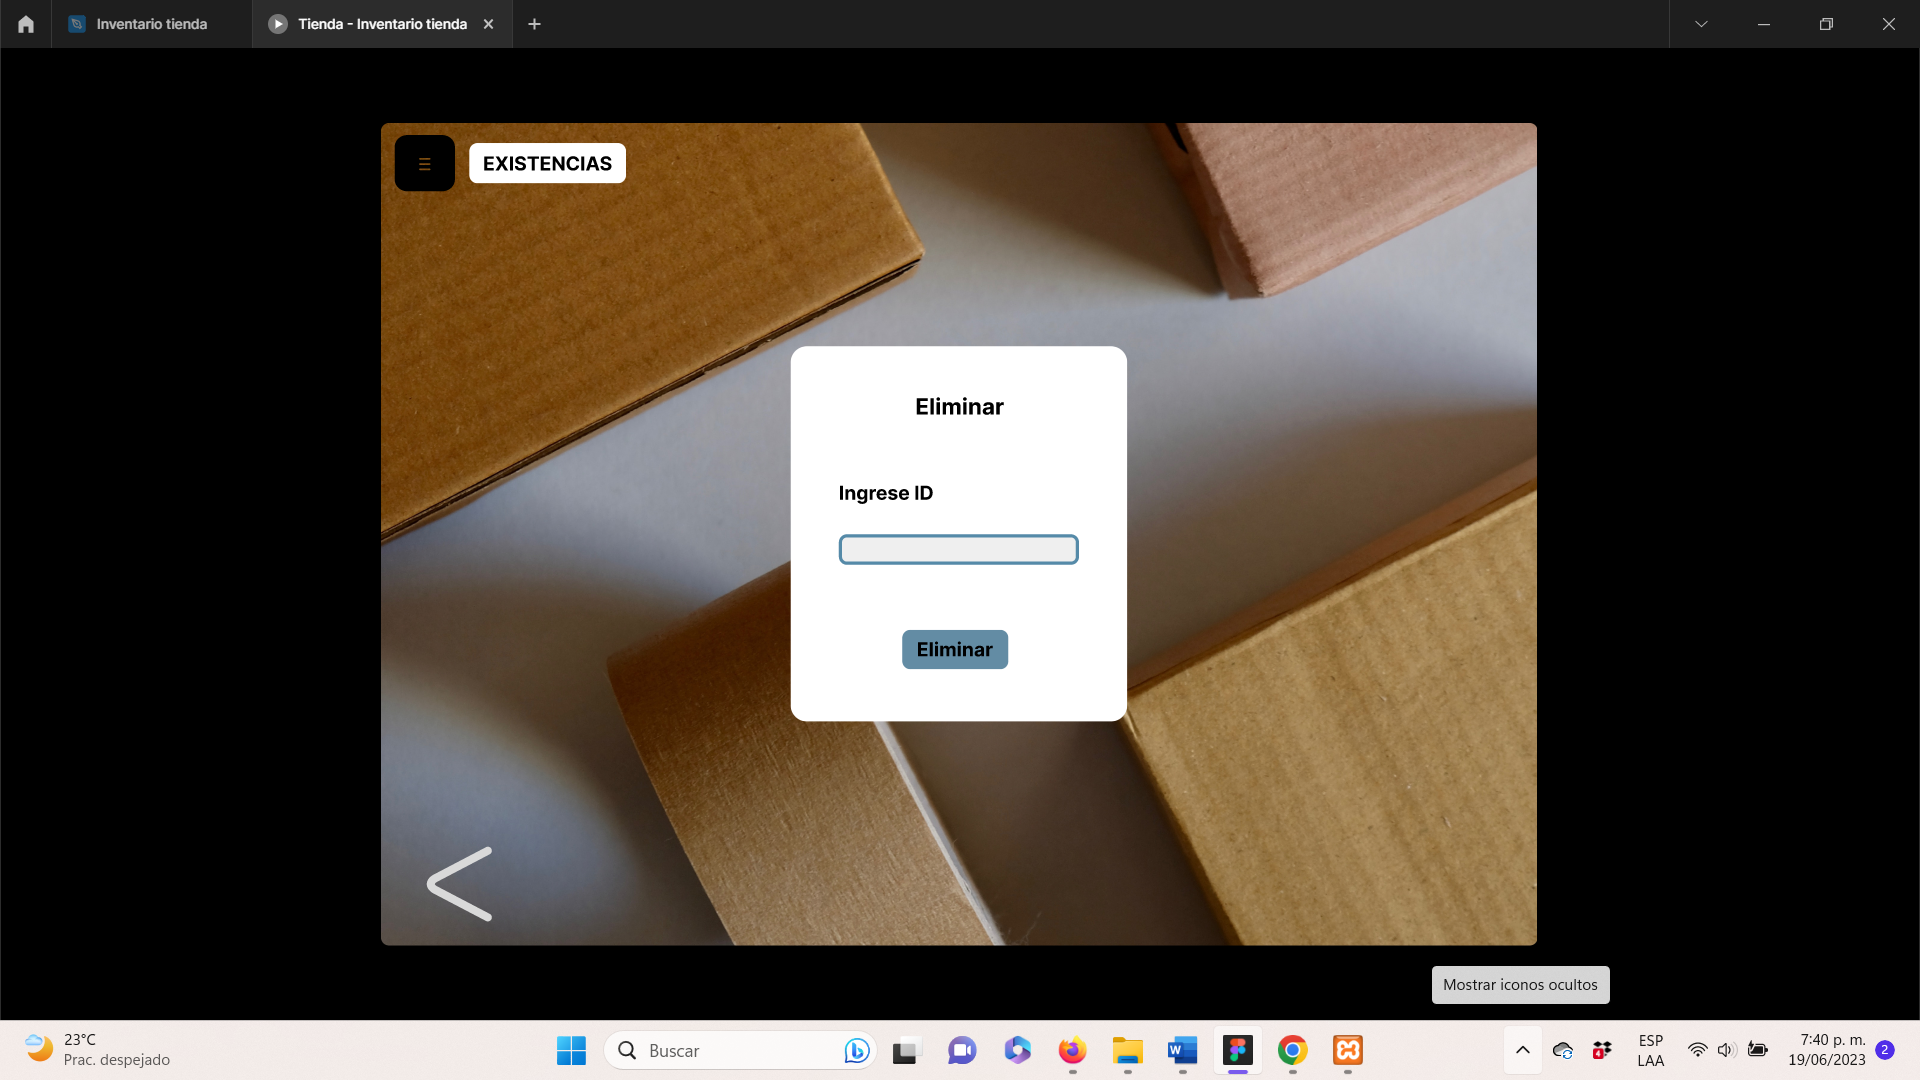 Inventario tienda
Tienda - Inventario tienda
EXISTENCIAS
Eliminar
Ingrese ID
Eliminar
Mostrar iconos ocultos
23°C
Prac. despejado
Buscar
W
4
ESP
LAA
7:40 p. m.
19/06/2023
2